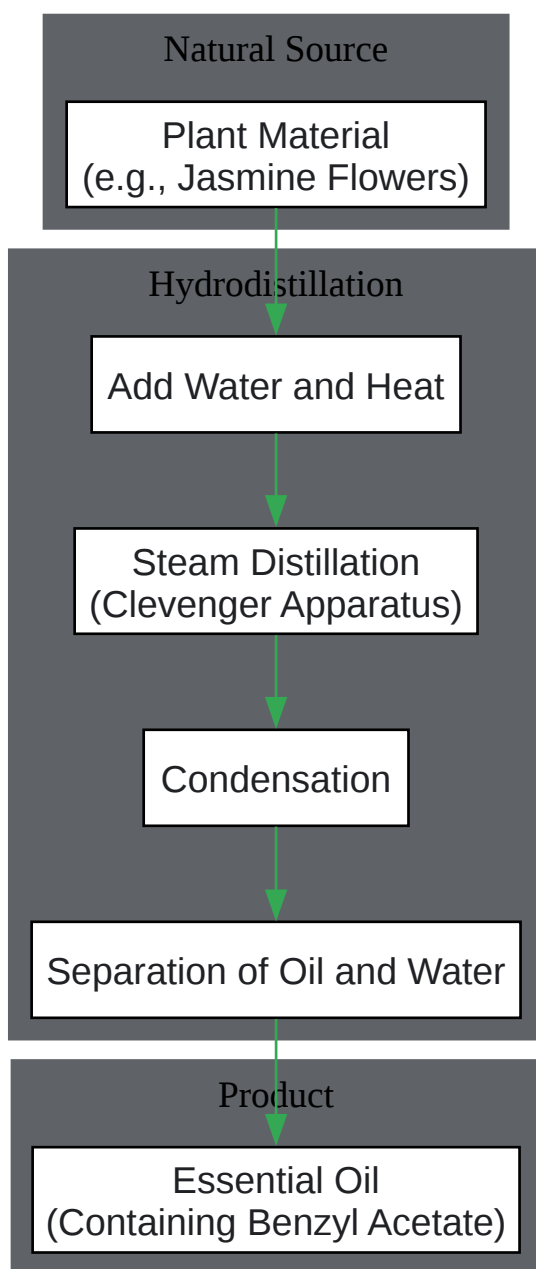 Natural Source
Plant Material
(e.g., Jasmine Flowers)
Hydrodistillation
Add Water and Heat
Steam Distillation
(Clevenger Apparatus)
Condensation
Separation of Oil and Water
Product
Essential Oil
(Containing Benzyl Acetate)